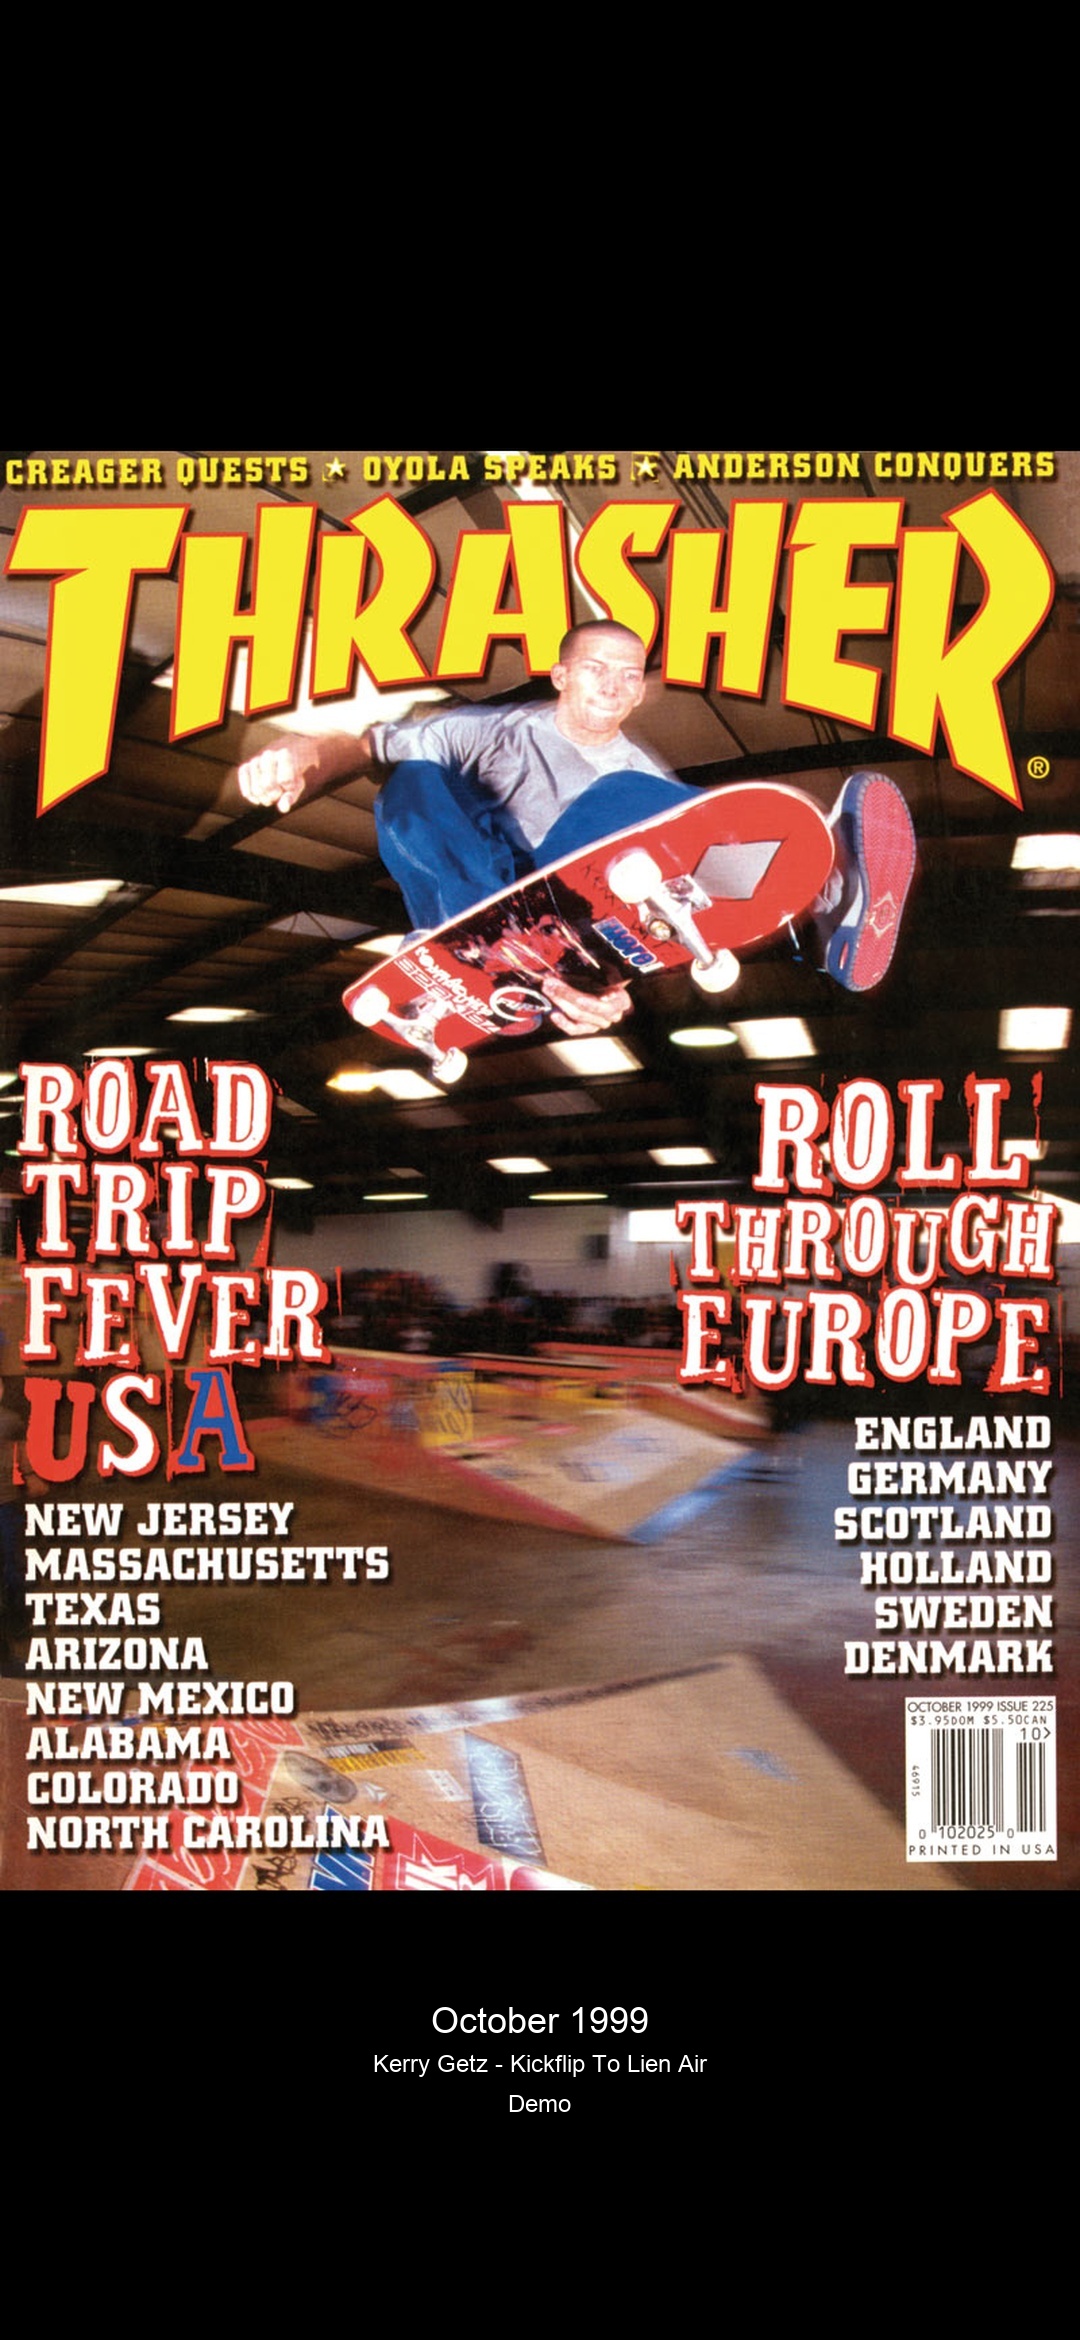 CREAGER QUESTS ★ OYOLA SPEAKS ★ ANDERSON CONQUERS
THRASHER®
ROAD
TRIP
FEVER
USA
NEW JERSEY
MASSACHUSETTS
TEXAS
ARIZONA
NEW MEXICO
ALABAMA
COLORADO
NORTH CAROLINA
ROLL
THROUGH
EUROPE
ENGLAND
GERMANY
SCOTLAND
HOLLAND
SWEDEN
DENMARK
OCTOBER 1999 ISSUE 225
$3.95DOM $5.50CAN
10>
46915
0 102025 0
PRINTED IN USA
October 1999
Kerry Getz - Kickflip To Lien Air
Demo